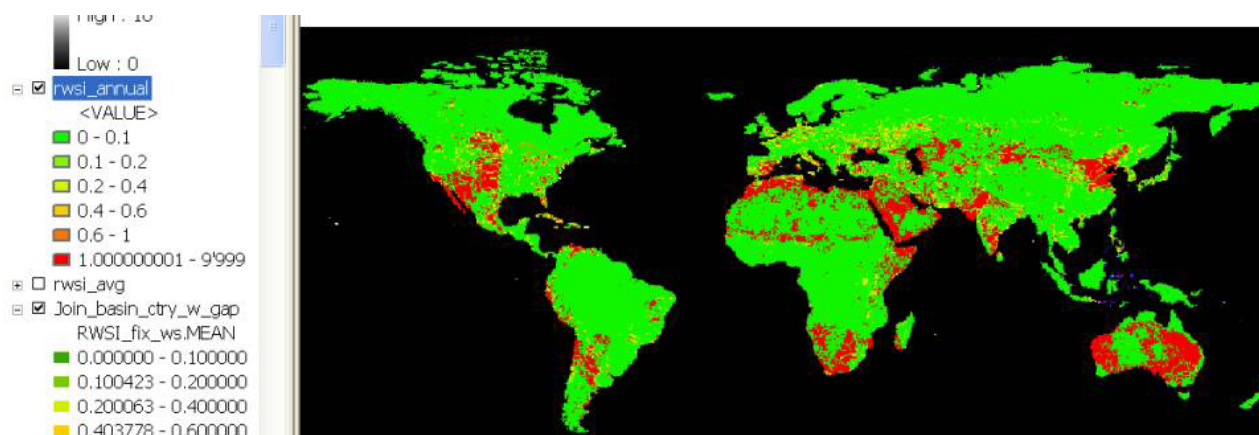 High : 10
Low : 0
rwsi_annual
<VALUE>
0 - 0.1
0.1 - 0.2
0.2 - 0.4
0.4 - 0.6
0.6 - 1
1.000000001 - 9'999
rwsi_avg
Join_basin_ctry_w_gap
RWSI_fix_ws.MEAN
0.000000 - 0.100000
0.100423 - 0.200000
0.200063 - 0.400000
0.403778 - 0.600000